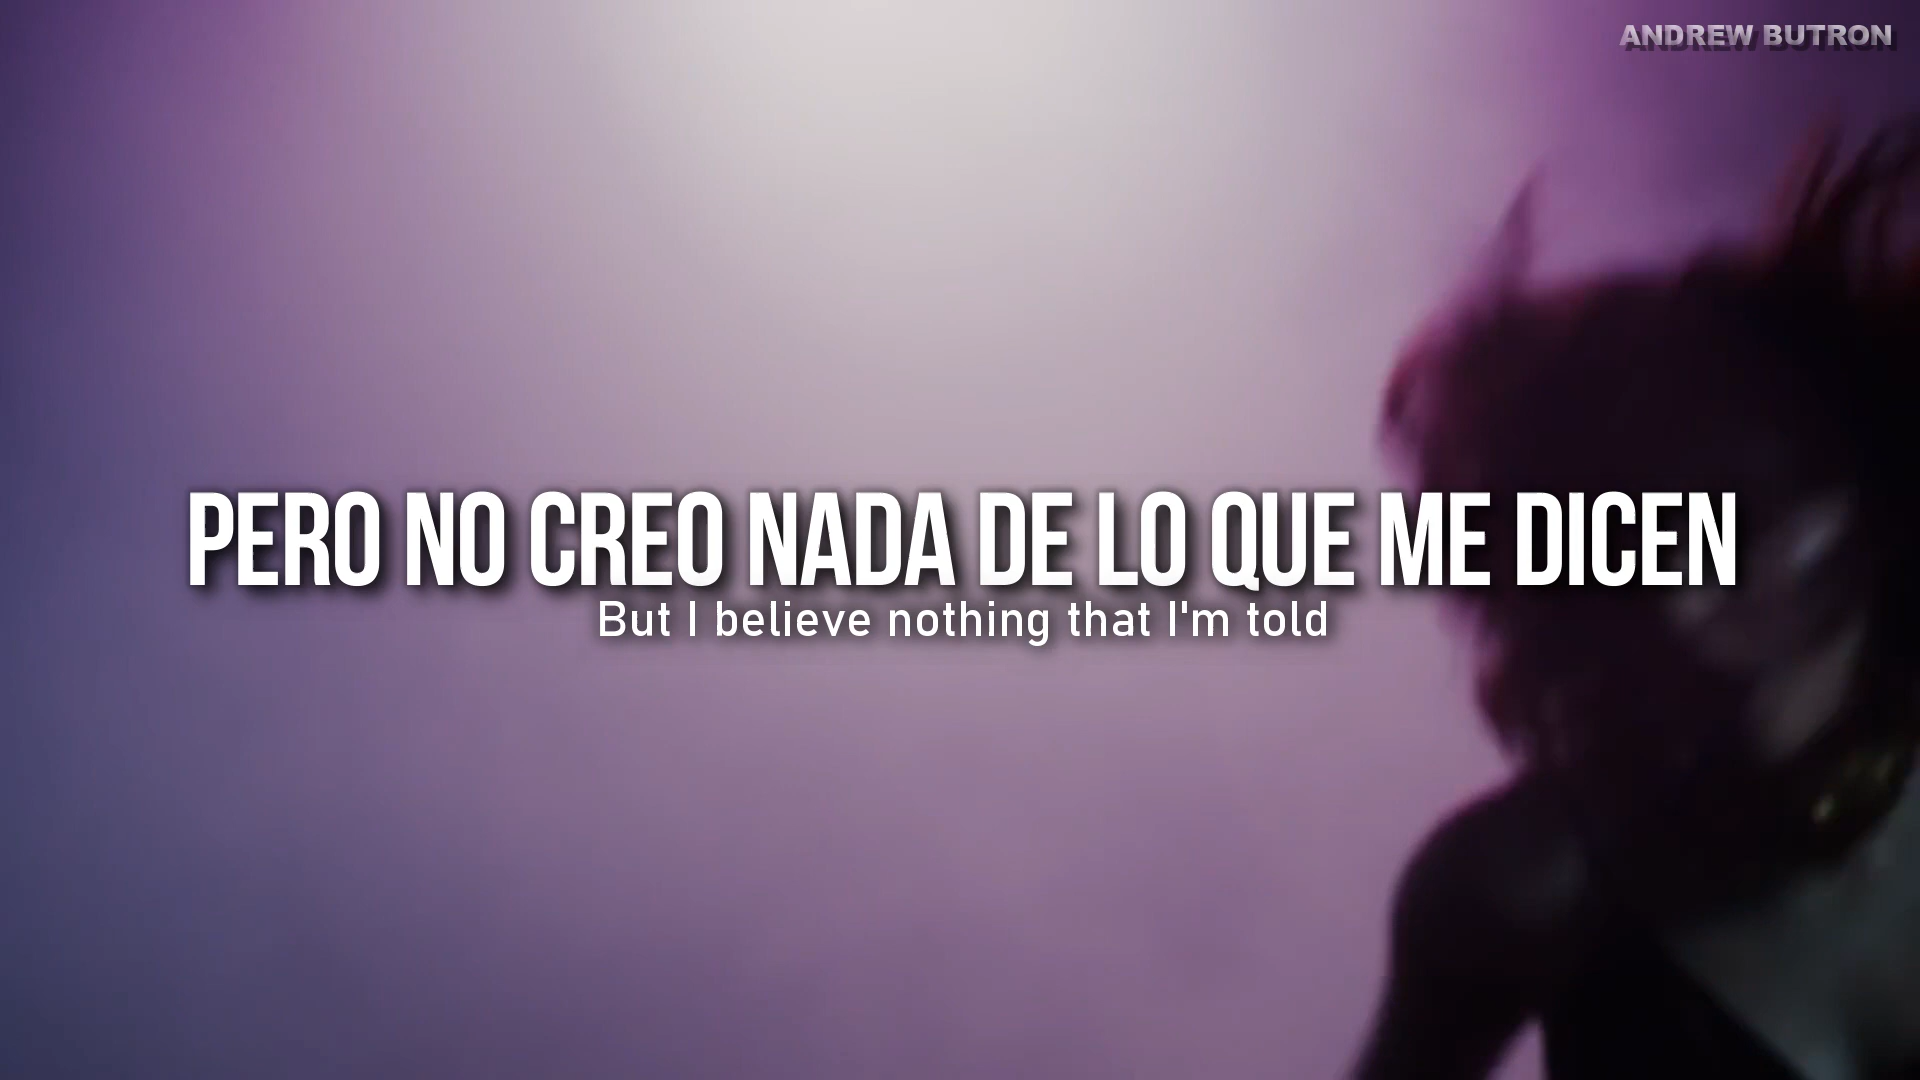 ANDREW BUTRON
PERO NO CREO NADA DE LO QUE ME DICEN
But I believe nothing that I'm told